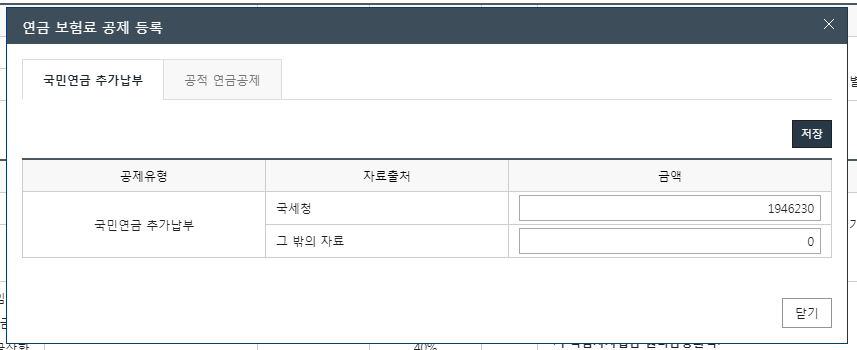 연금 보험료 공제 등록
국민연금 추가납부 공적 연금공제
저장
공제유형 자료출처 금액
국민연금 추가납부 국세청 1946230
그 밖의 자료 0
닫기
40%